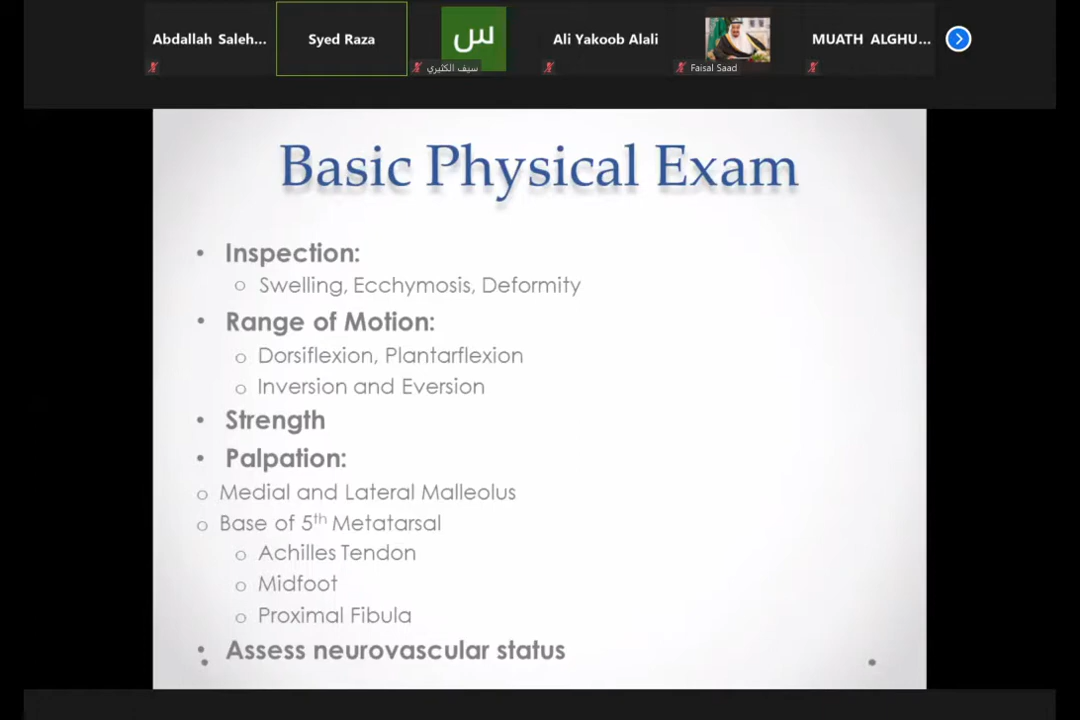 Abdallah Saleh...
Syed Raza
س
سيف الكثيري
Ali Yakoob Alali
Faisal Saad
MUATH ALGHU...
Basic Physical Exam
• Inspection:
o Swelling, Ecchymosis, Deformity
• Range of Motion:
o Dorsiflexion, Plantarflexion
o Inversion and Eversion
• Strength
• Palpation:
o Medial and Lateral Malleolus
o Base of 5th Metatarsal
o Achilles Tendon
o Midfoot
o Proximal Fibula
• Assess neurovascular status